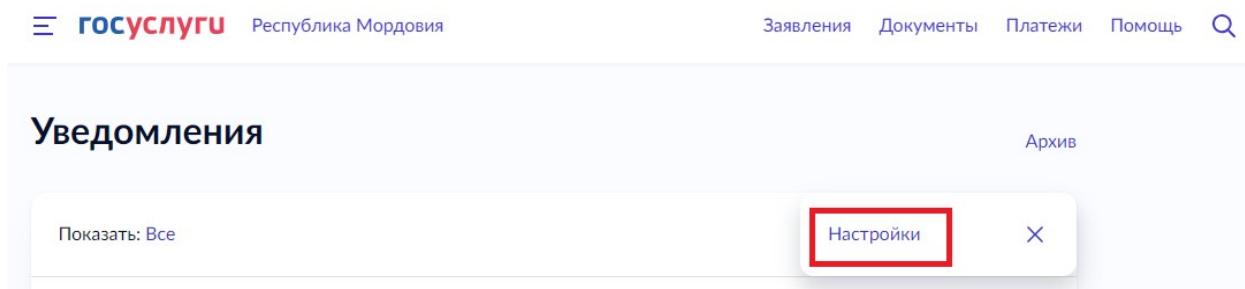 госуслуги Республика Мордовия Заявления Документы Платежи Помощь
Уведомления
Архив
Показать: Все Настройки